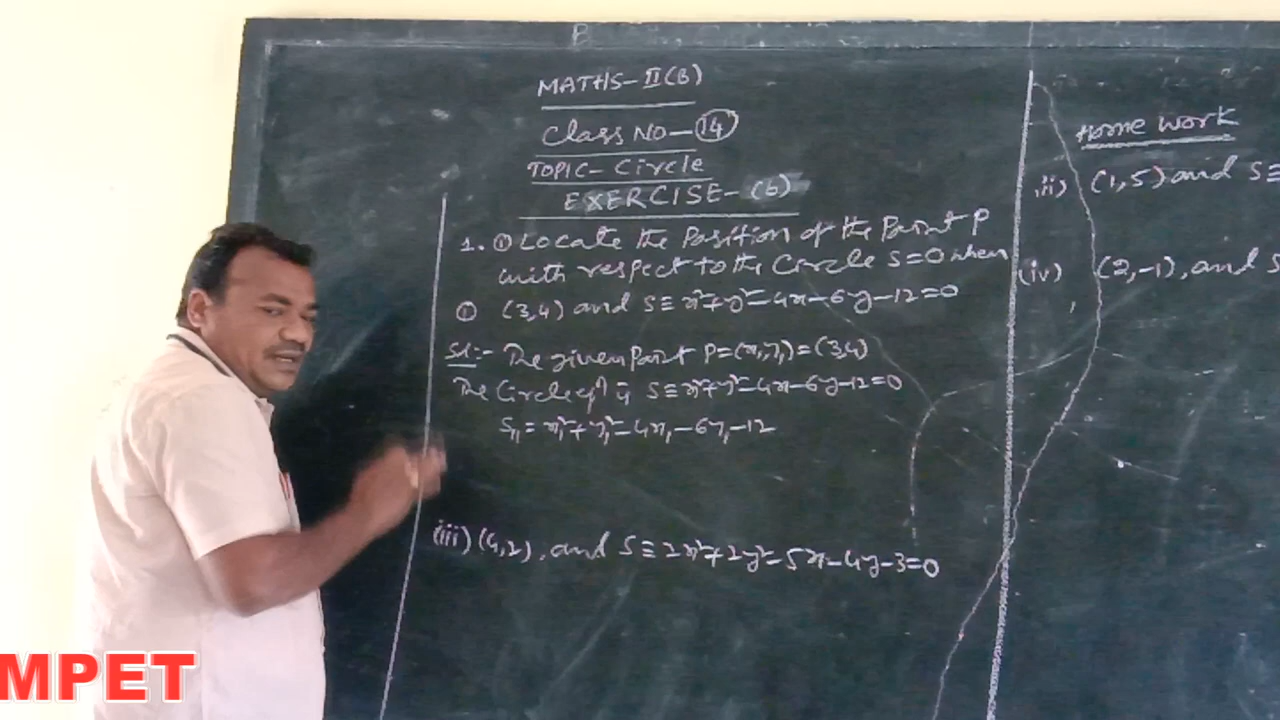 B
MATHS-II(B)
Class NO-14
TOPIC- Circle
EXERCISE-(b)
1. ① Locate the Position of the Point P
with respect to the Circle S=0 when
① (3,4) and S≡x²+y²-4x-6y-12=0
Sol:- The given Point P=(x₁,y₁)=(3,4)
The Circle eqⁿ is S≡x²+y²-4x-6y-12=0
S₁₁=x₁²+y₁²-4x₁-6y₁-12
(iii) (4,2), and S≡2x²+2y²-5x-4y-3=0
Home work
ii) (1,5) and S≡
(iv) (2,-1), and S
MPET